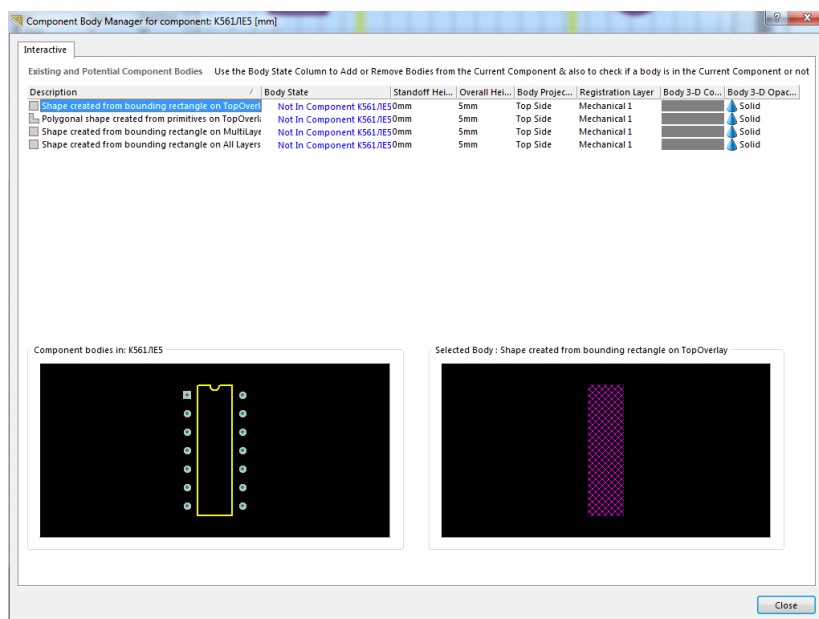 Component Body Manager for component: К561ЛЕ5 [mm]
Interactive
Existing and Potential Component Bodies Use the Body State Column to Add or Remove Bodies from the Current Component & also to check if a body is in the Current Component or not
Description / Body State Standoff Hei... Overall Hei... Body Projec... Registration Layer Body 3-D Co... Body 3-D Opac...
Shape created from bounding rectangle on TopOverl Not In Component К561ЛЕ5 0mm 5mm Top Side Mechanical 1 Solid
Polygonal shape created from primitives on TopOverla Not In Component К561ЛЕ5 0mm 5mm Top Side Mechanical 1 Solid
Shape created from bounding rectangle on MultiLaye Not In Component К561ЛЕ5 0mm 5mm Top Side Mechanical 1 Solid
Shape created from bounding rectangle on All Layers Not In Component К561ЛЕ5 0mm 5mm Top Side Mechanical 1 Solid
Component bodies in: К561ЛЕ5 Selected Body : Shape created from bounding rectangle on TopOverlay
Close